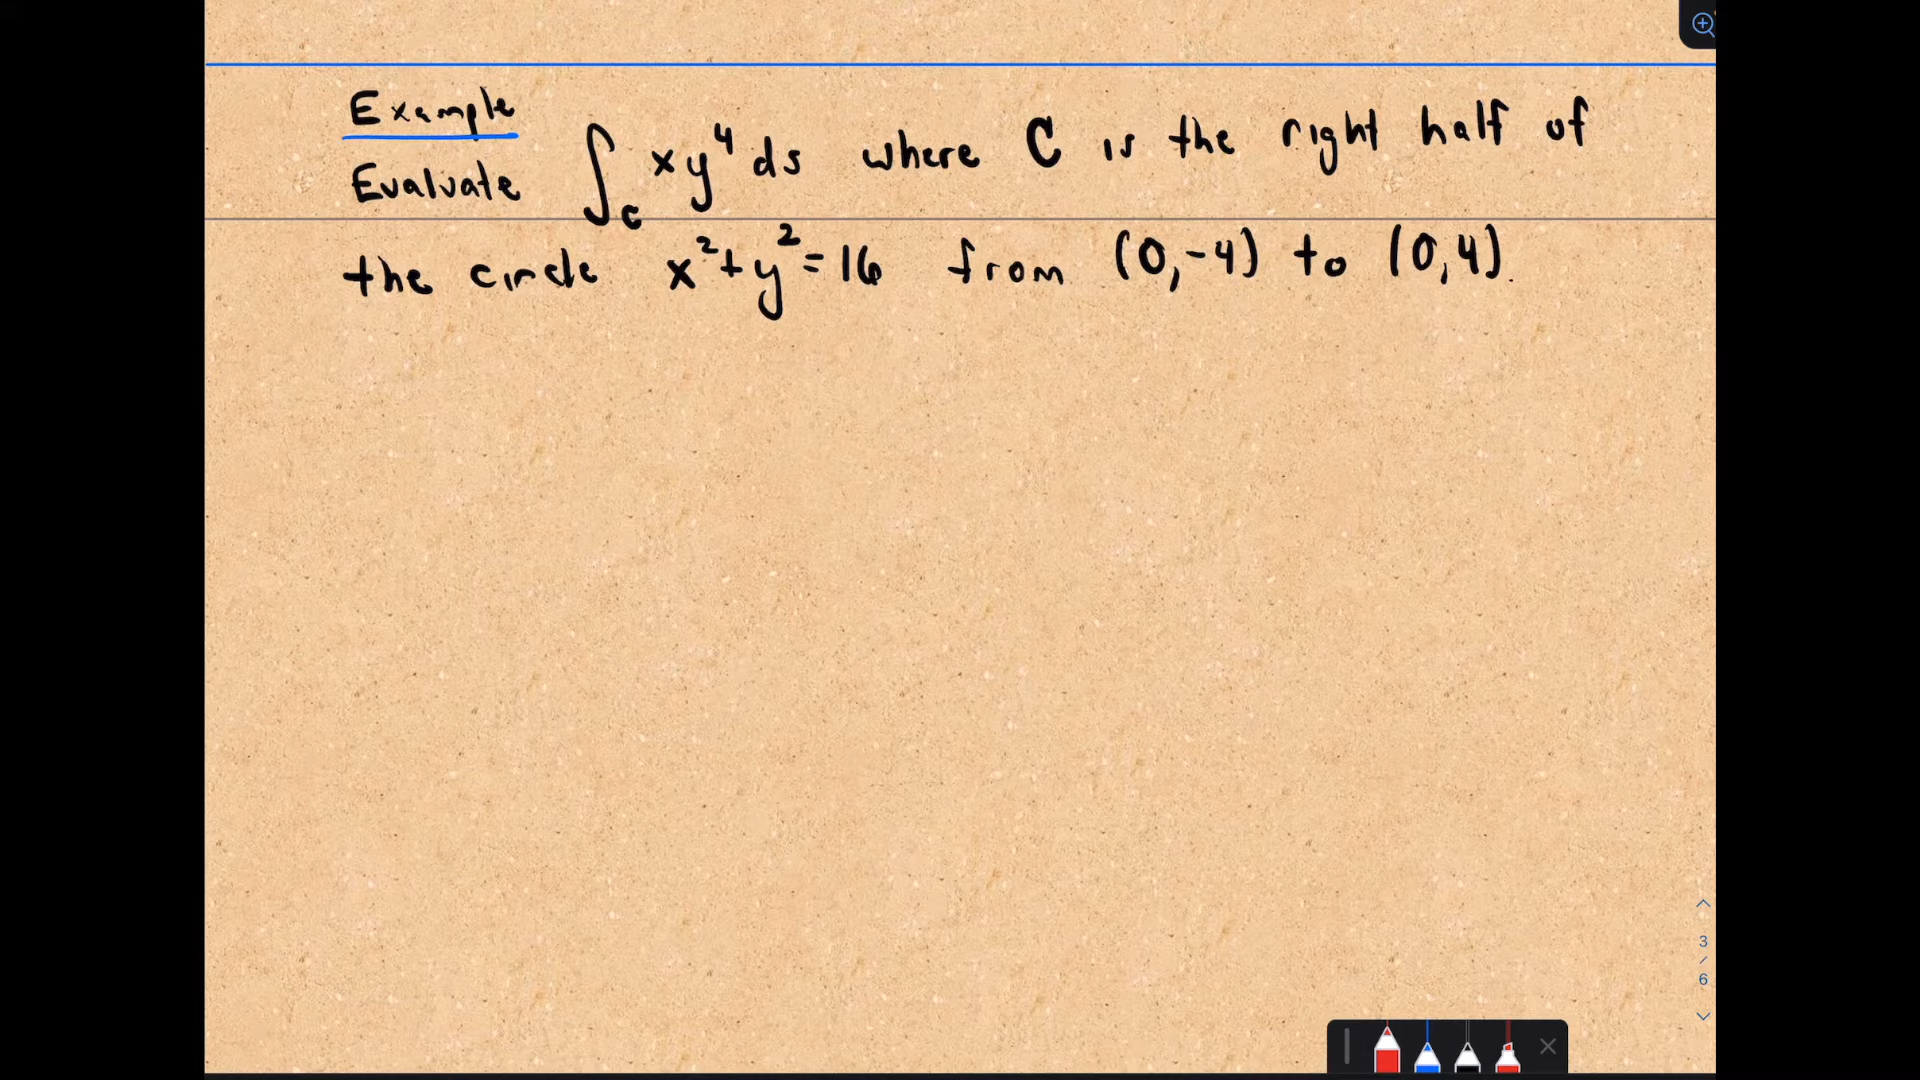 Example
Evaluate ∫_C xy⁴ ds where C is the right half of
the circle x² + y² = 16 from (0,-4) to (0,4).
3
/
6